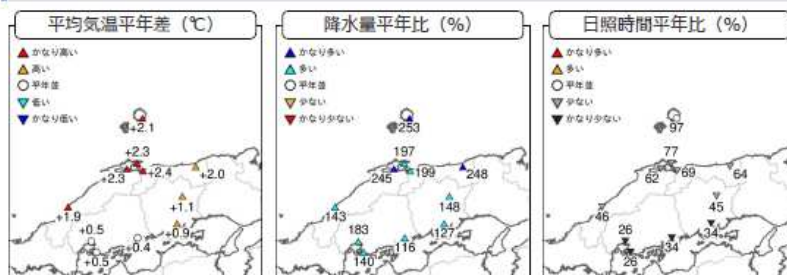 平均気温平年差（℃）
かなり高い
高い
平年並
低い
かなり低い
+2.1
+2.3
+2.3
+2.4
+2.0
+1.9
+1.1
+0.5
+0.9
+0.4
+0.5
降水量平年比（%）
かなり多い
多い
平年並
少ない
かなり少ない
253
197
245
199
248
143
148
183
127
116
140
日照時間平年比（%）
かなり多い
多い
平年並
少ない
かなり少ない
97
77
62
69
64
46
45
26
34
34
26